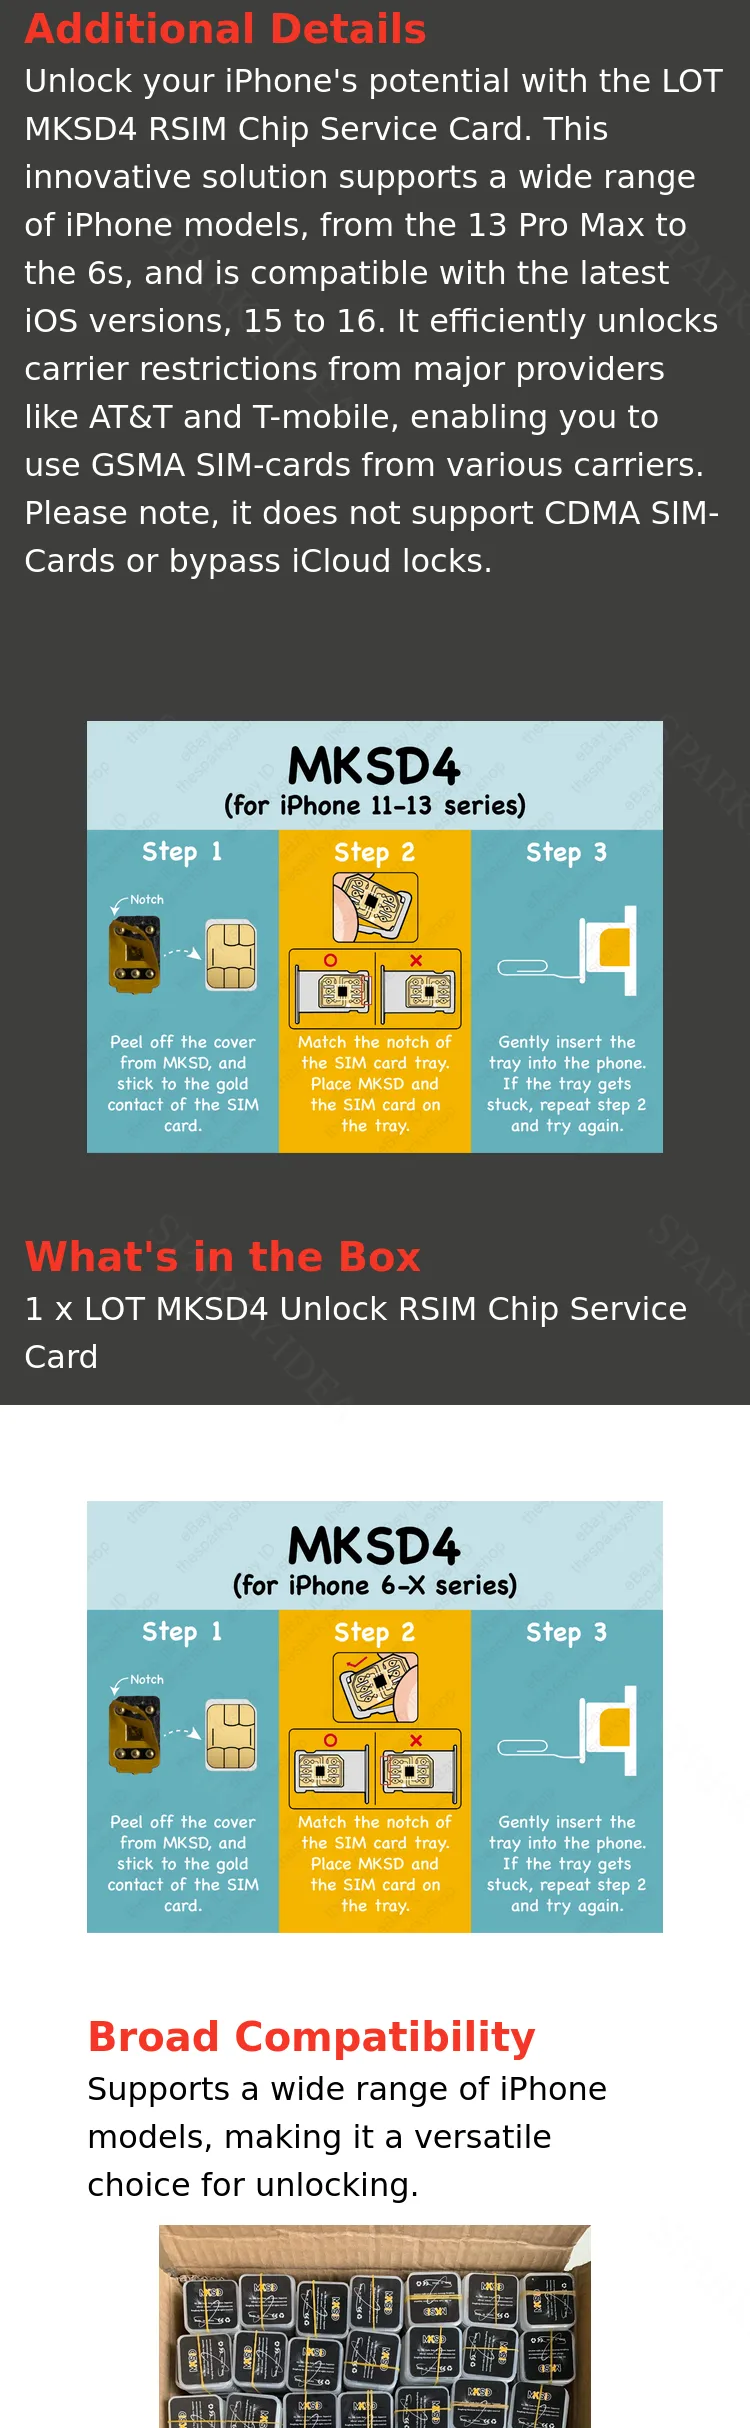 Additional Details
Unlock your iPhone's potential with the LOT
MKSD4 RSIM Chip Service Card. This
innovative solution supports a wide range
of iPhone models, from the 13 Pro Max to
the 6s, and is compatible with the latest
iOS versions, 15 to 16. It efficiently unlocks
carrier restrictions from major providers
like AT&T and T-mobile, enabling you to
use GSMA SIM-cards from various carriers.
Please note, it does not support CDMA SIM-
Cards or bypass iCloud locks.
MKSD4
(for iPhone 11-13 series)
Step 1
Notch
Peel off the cover
from MKSD, and
stick to the gold
contact of the SIM
card.
Step 2
Match the notch of
the SIM card tray.
Place MKSD and
the SIM card on
the tray.
Step 3
Gently insert the
tray into the phone.
If the tray gets
stuck, repeat step 2
and try again.
What's in the Box
1 x LOT MKSD4 Unlock RSIM Chip Service
Card
SPARKY-IDEA
MKSD4
(for iPhone 6-X series)
Step 1
Notch
Peel off the cover
from MKSD, and
stick to the gold
contact of the SIM
card.
Step 2
Match the notch of
the SIM card tray.
Place MKSD and
the SIM card on
the tray.
Step 3
Gently insert the
tray into the phone.
If the tray gets
stuck, repeat step 2
and try again.
Broad Compatibility
Supports a wide range of iPhone
models, making it a versatile
choice for unlocking.
MKSD